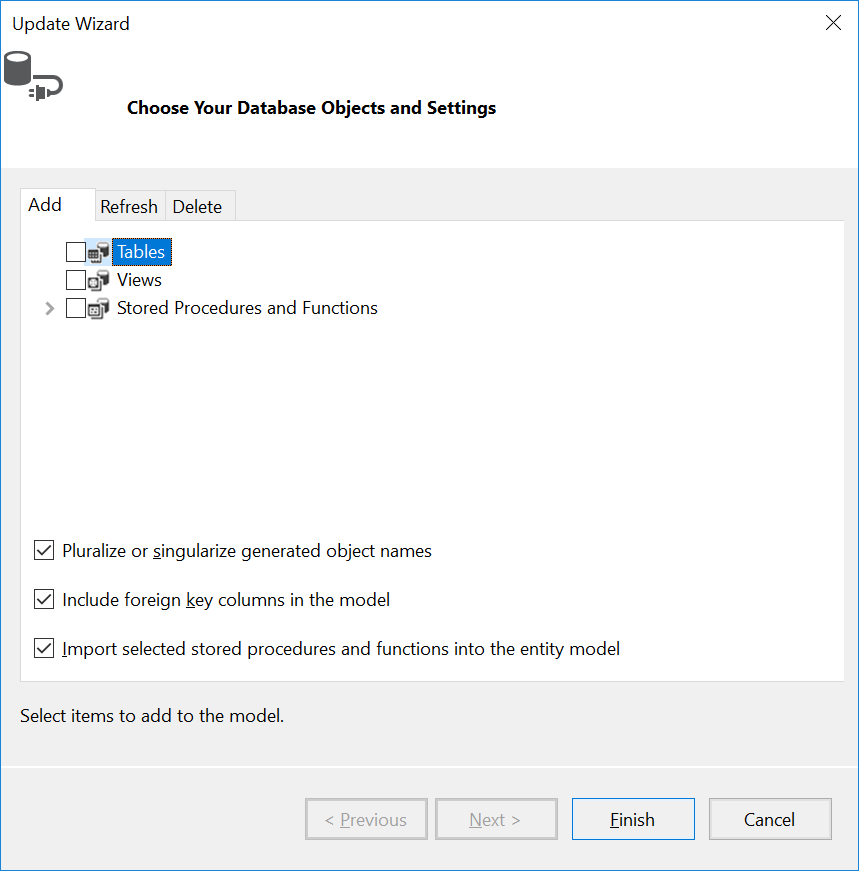 Update Wizard
Choose Your Database Objects and Settings
Add Refresh Delete
Tables
Views
Stored Procedures and Functions
Pluralize or singularize generated object names
Include foreign key columns in the model
Import selected stored procedures and functions into the entity model
Select items to add to the model.
< Previous Next > Finish Cancel